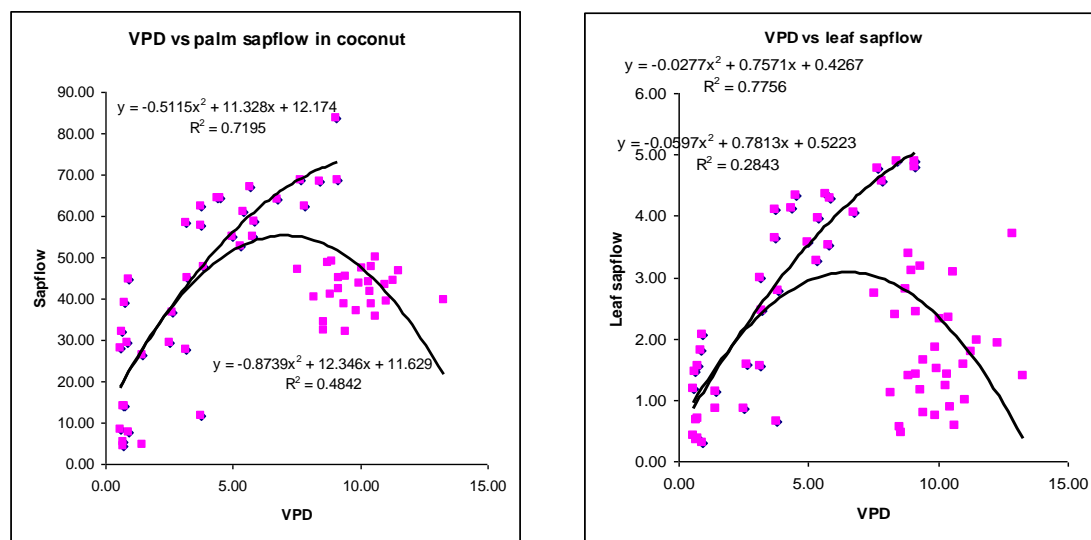 VPD vs palm sapflow in coconut
y = -0.5115x² + 11.328x + 12.174
R² = 0.7195
y = -0.8739x² + 12.346x + 11.629
R² = 0.4842
90.00
80.00
70.00
60.00
50.00
40.00
30.00
20.00
10.00
0.00
Sapflow
0.00 5.00 10.00 15.00
VPD
VPD vs leaf sapflow
y = -0.0277x² + 0.7571x + 0.4267
R² = 0.7756
y = -0.0597x² + 0.7813x + 0.5223
R² = 0.2843
6.00
5.00
4.00
3.00
2.00
1.00
0.00
Leaf sapflow
0.00 5.00 10.00 15.00
VPD